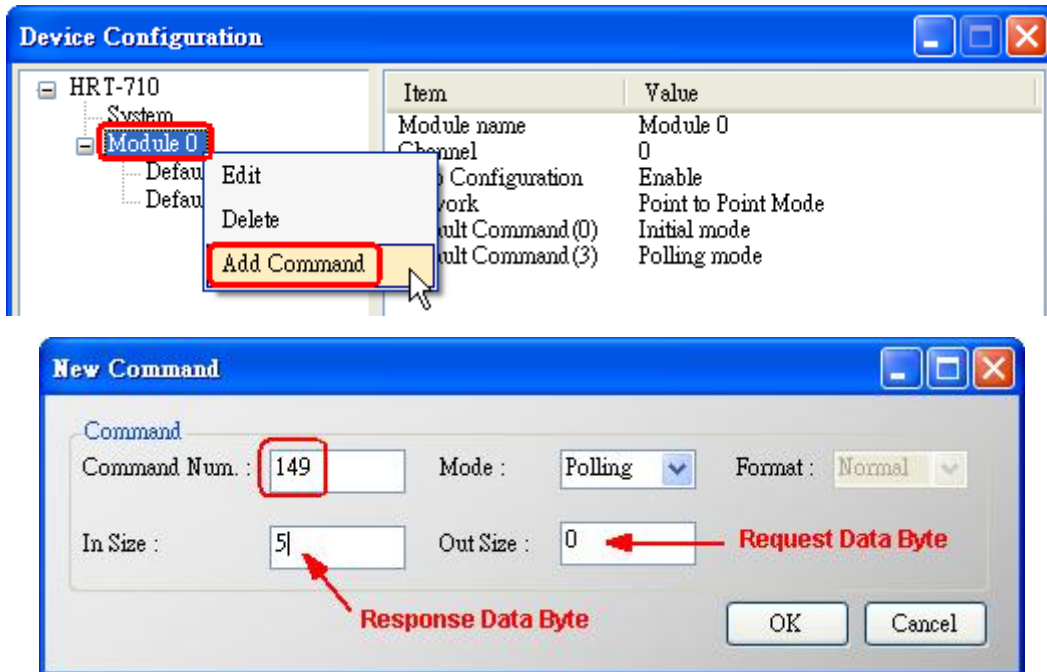 Device Configuration
HRT-710
System
Module 0
Defau
Defau
Edit
Delete
Add Command
Item Value
Module name Module 0
Channel 0
Configuration Enable
Point to Point Mode
Command(0) Initial mode
Command(3) Polling mode
New Command
Command
Command Num. : 149 Mode : Polling Format : Normal
In Size : 5 Out Size : 0 Request Data Byte
Response Data Byte
OK Cancel